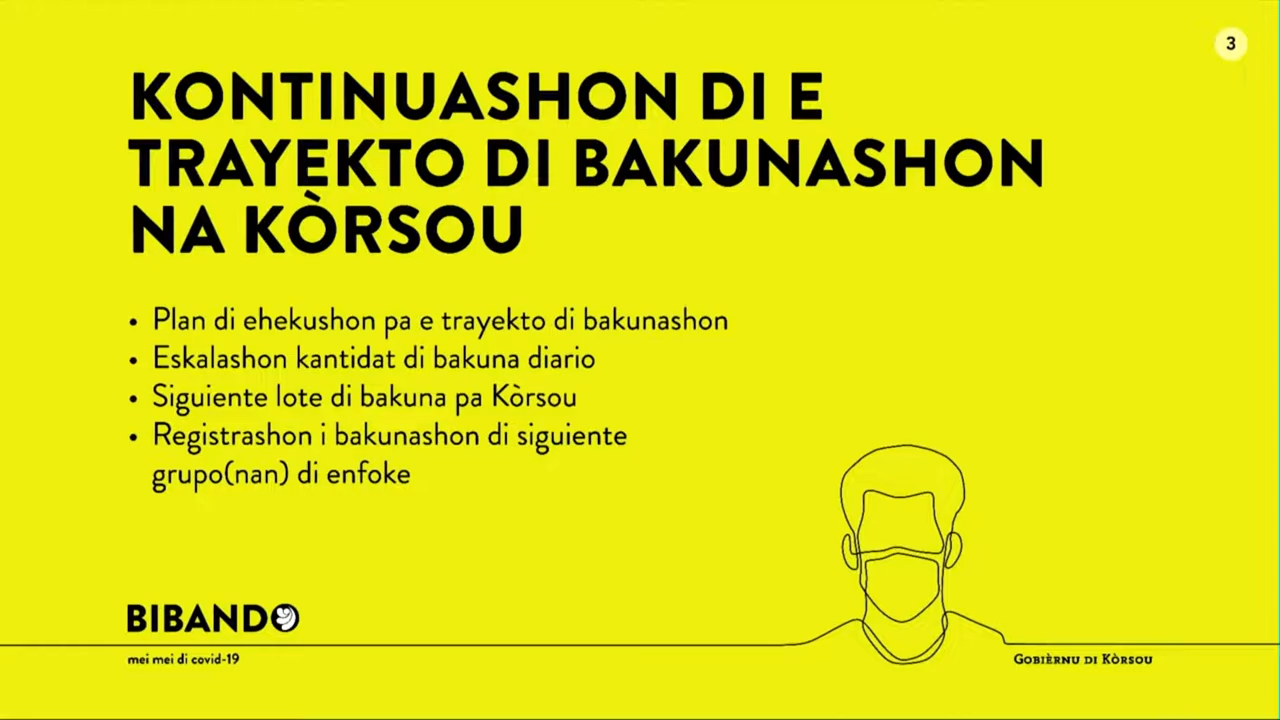 3
KONTINUASHON DI E
TRAYEKTO DI BAKUNASHON
NA KÒRSOU
• Plan di ehekushon pa e trayekto di bakunashon
• Eskalashon kantidat di bakuna diario
• Siguiente lote di bakuna pa Kòrsou
• Registrashon i bakunashon di siguiente
grupo(nan) di enfoke
BIBANDO
mei mei di covid-19
Gobièrnu di Kòrsou